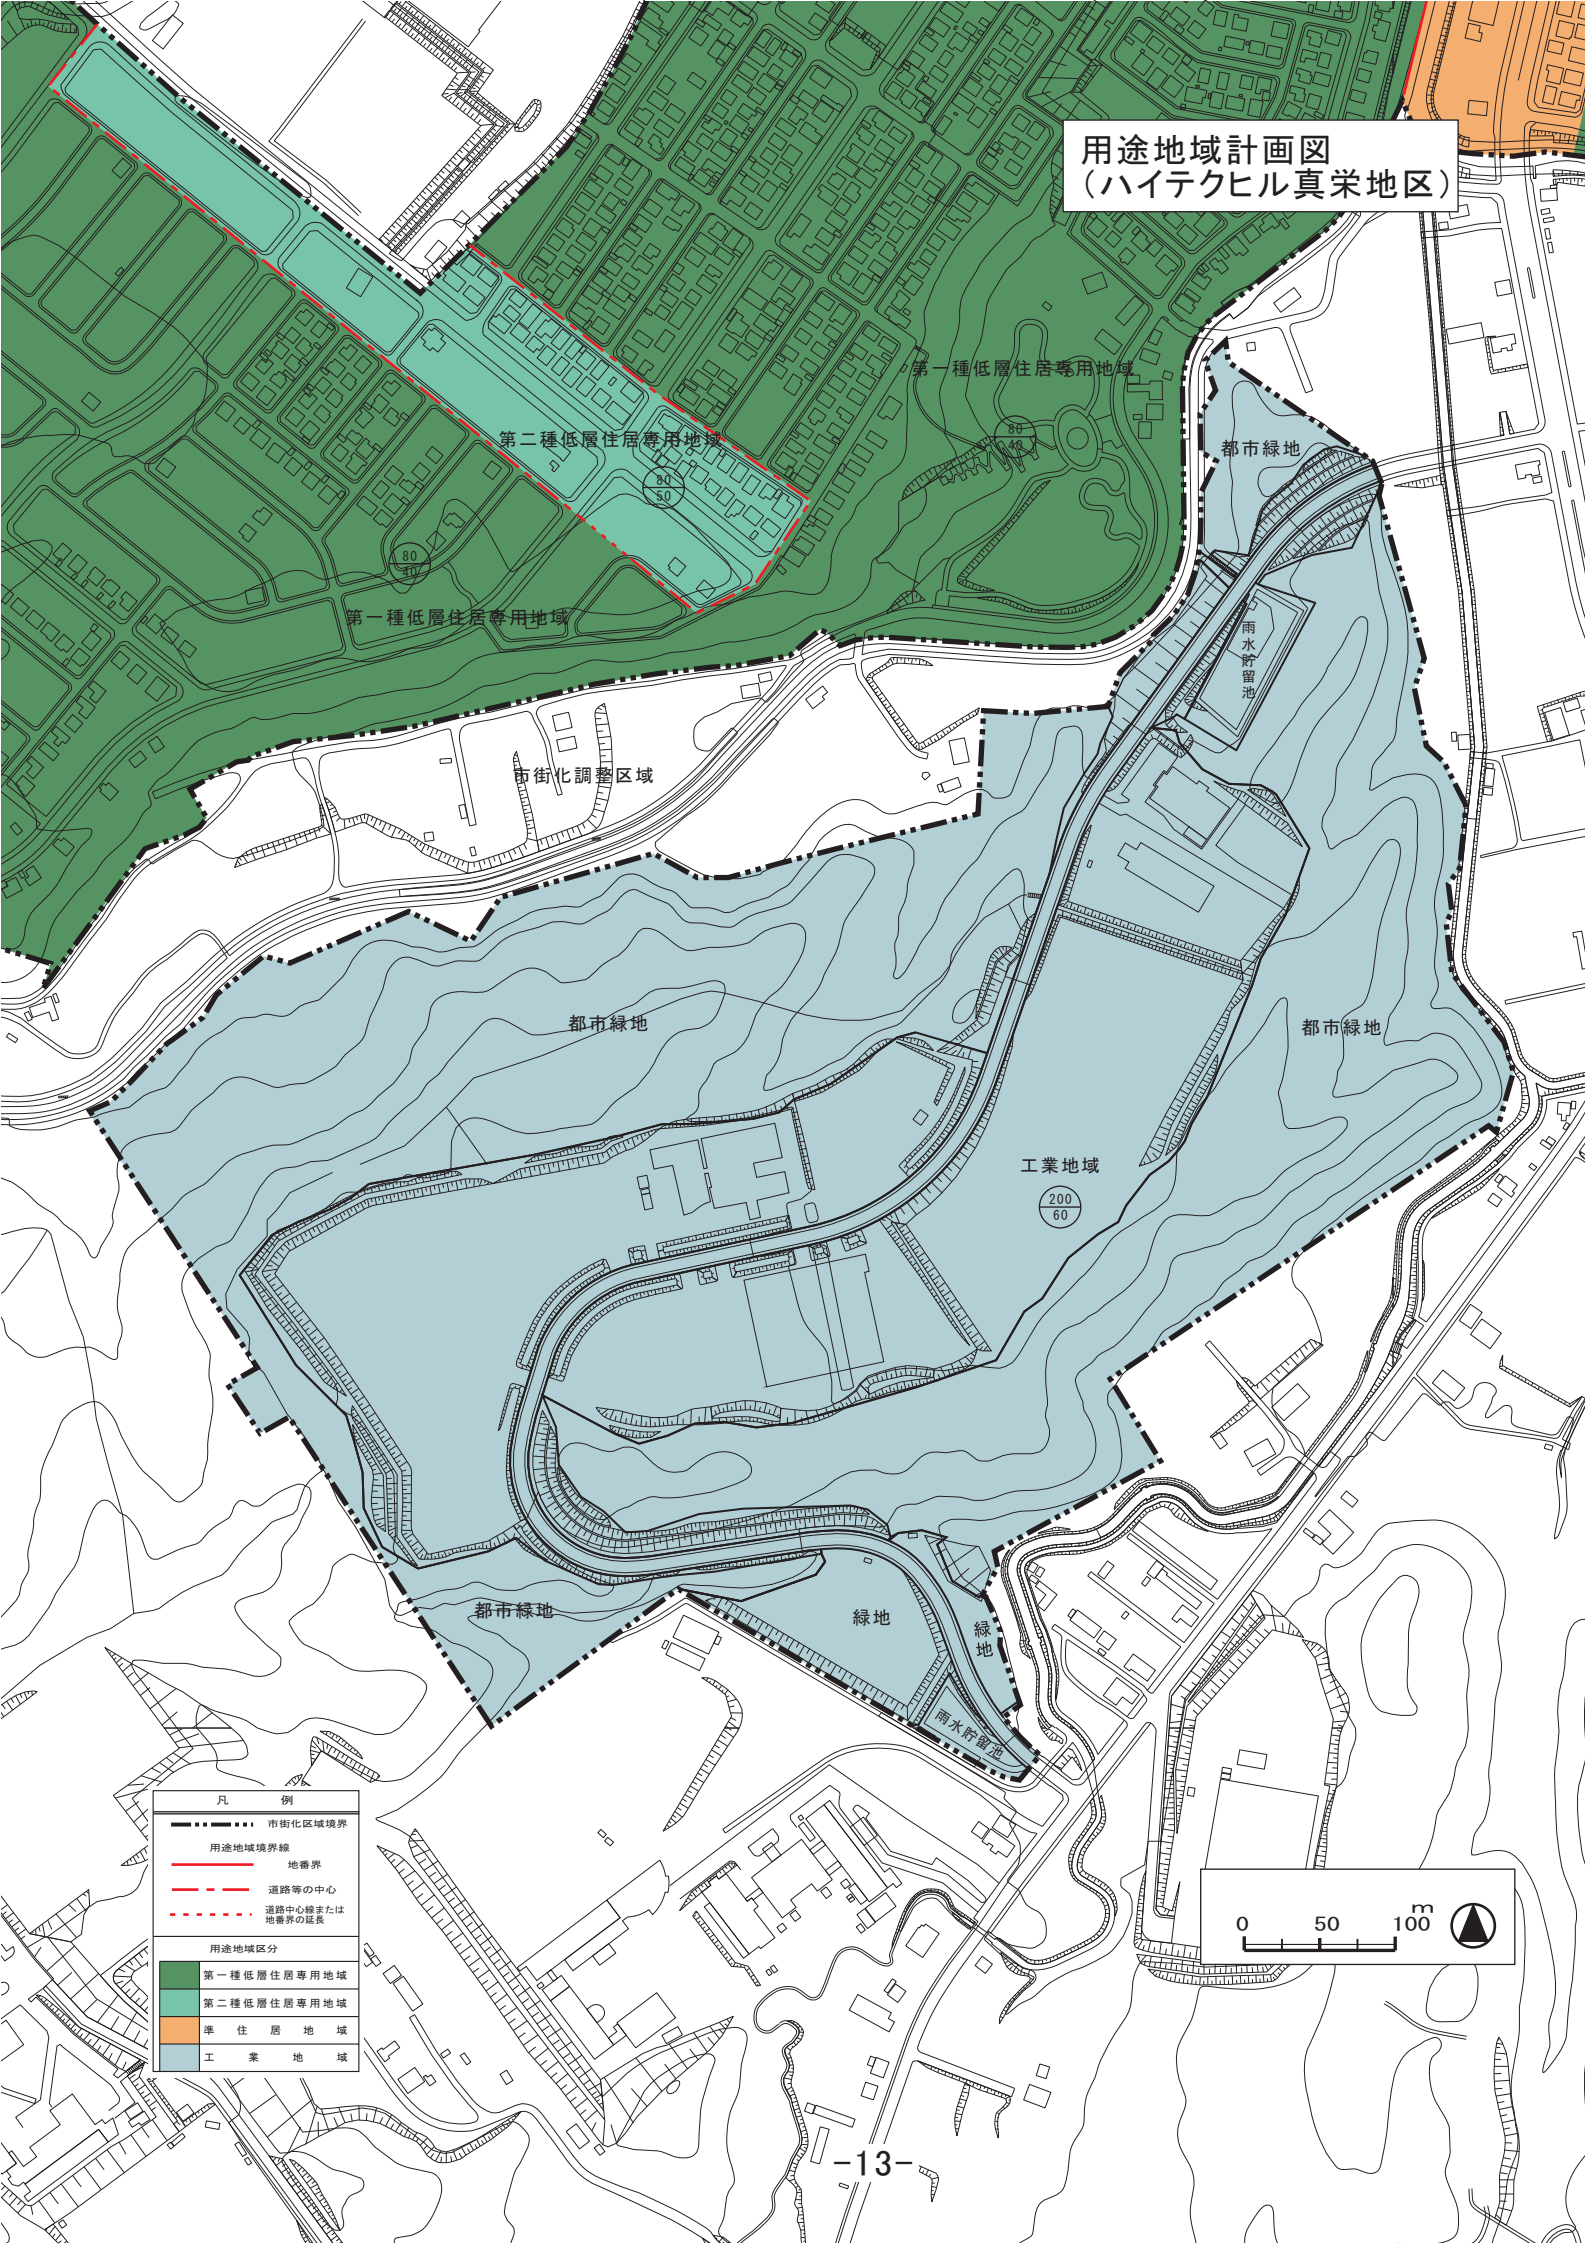 用途地域計画図
（ハイテクヒル真栄地区）
第一種低層住居専用地域
80
40
都市緑地
第二種低層住居専用地域
80
50
80
40
第一種低層住居専用地域
雨水貯留池
市街化調整区域
都市緑地
都市緑地
工業地域
200
60
都市緑地
緑地
緑地
雨水貯留池
凡 例
市街化区域境界
用途地域境界線
地番界
道路等の中心
道路中心線または
地番界の延長
用途地域区分
第一種低層住居専用地域
第二種低層住居専用地域
準住居地域
工業地域
0 50 100 m
-13-